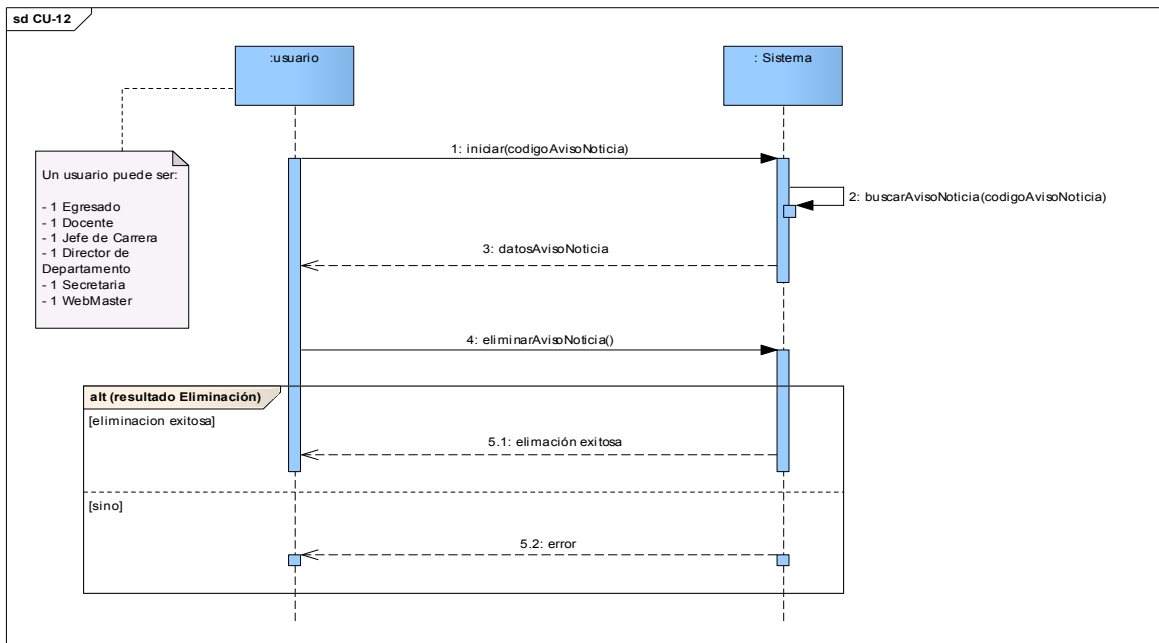 sd CU-12
:usuario
: Sistema
Un usuario puede ser:
- 1 Egresado
- 1 Docente
- 1 Jefe de Carrera
- 1 Director de
Departamento
- 1 Secretaria
- 1 WebMaster
1: iniciar(codigoAvisoNoticia)
2: buscarAvisoNoticia(codigoAvisoNoticia)
3: datosAvisoNoticia
4: eliminarAvisoNoticia()
alt (resultado Eliminación)
[eliminacion exitosa]
5.1: elimación exitosa
[sino]
5.2: error